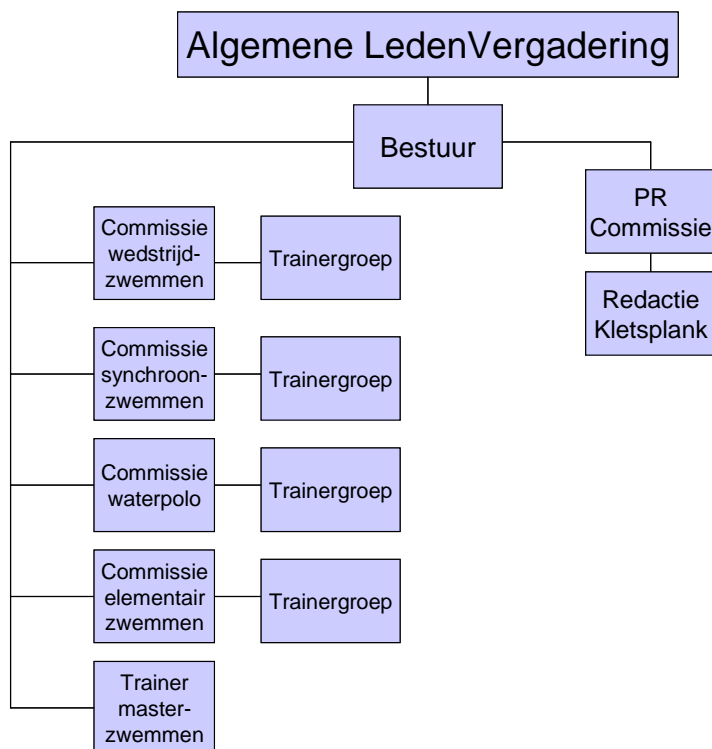 Algemene LedenVergadering
Bestuur
PR
Commissie
Redactie
Kletsplank
Commissie
wedstrijd-
zwemmen
Trainergroep
Commissie
synchroon-
zwemmen
Trainergroep
Commissie
waterpolo
Trainergroep
Commissie
elementair
zwemmen
Trainergroep
Trainer
master-
zwemmen